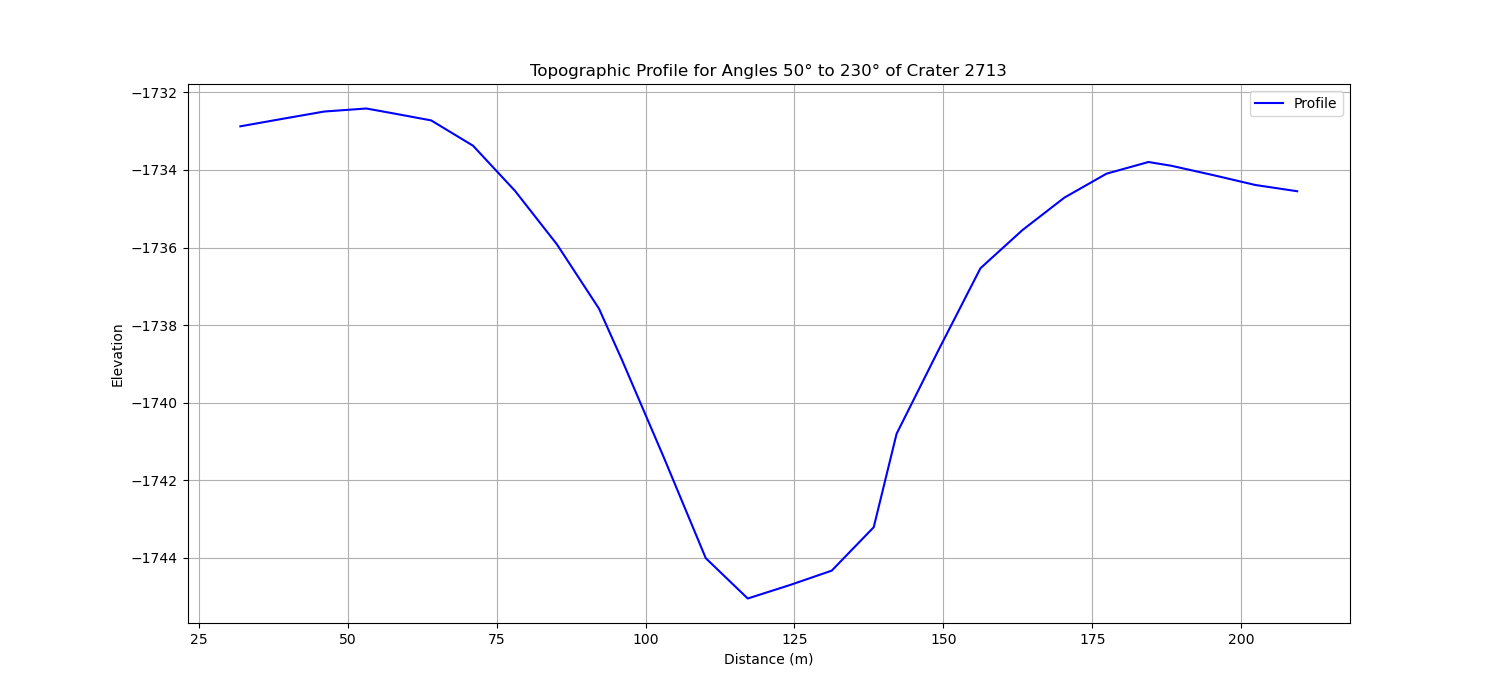 Topographic Profile for Angles 50° to 230° of Crater 2713
Profile
−1732
−1734
−1736
−1738
−1740
−1742
−1744
Elevation
25 50 75 100 125 150 175 200
Distance (m)